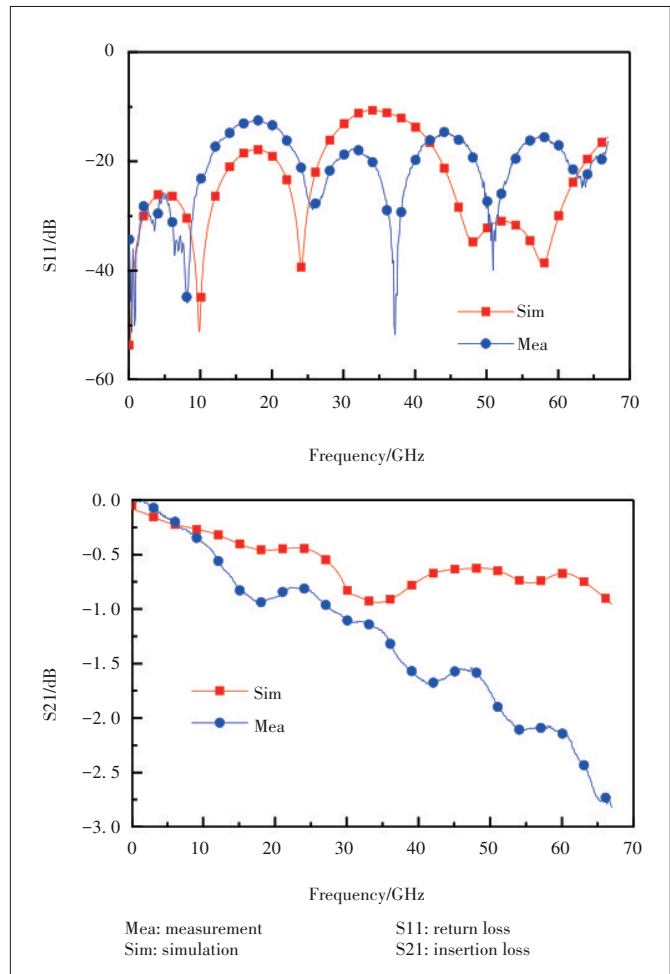 0
−20
−40
−60
S11/dB
Sim
Mea
0 10 20 30 40 50 60 70
Frequency/GHz
0.0
−0.5
−1.0
−1.5
−2.0
−2.5
−3.0
S21/dB
Sim
Mea
0 10 20 30 40 50 60 70
Frequency/GHz
Mea: measurement S11: return loss
Sim: simulation S21: insertion loss